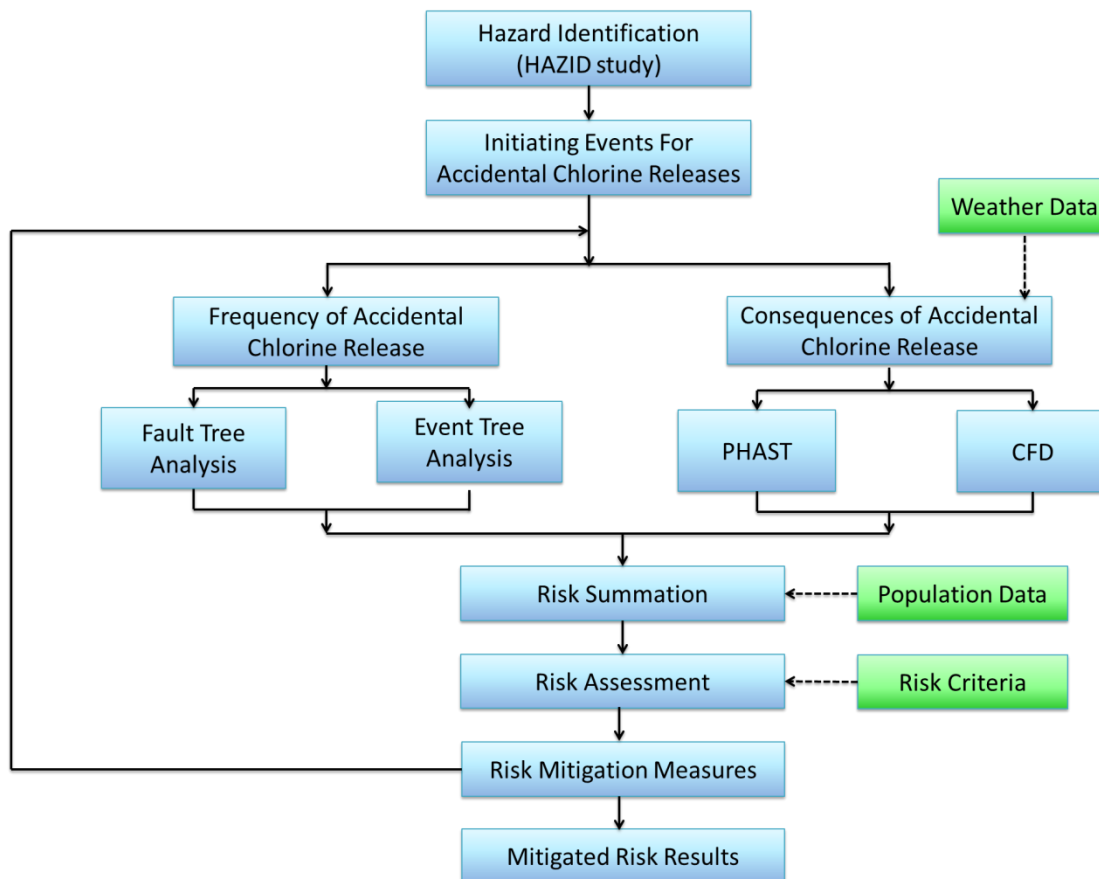 Hazard Identification
(HAZID study)
Initiating Events For
Accidental Chlorine Releases
Weather Data
Frequency of Accidental
Chlorine Release
Consequences of Accidental
Chlorine Release
Fault Tree
Analysis
Event Tree
Analysis
PHAST
CFD
Risk Summation
Population Data
Risk Assessment
Risk Criteria
Risk Mitigation Measures
Mitigated Risk Results